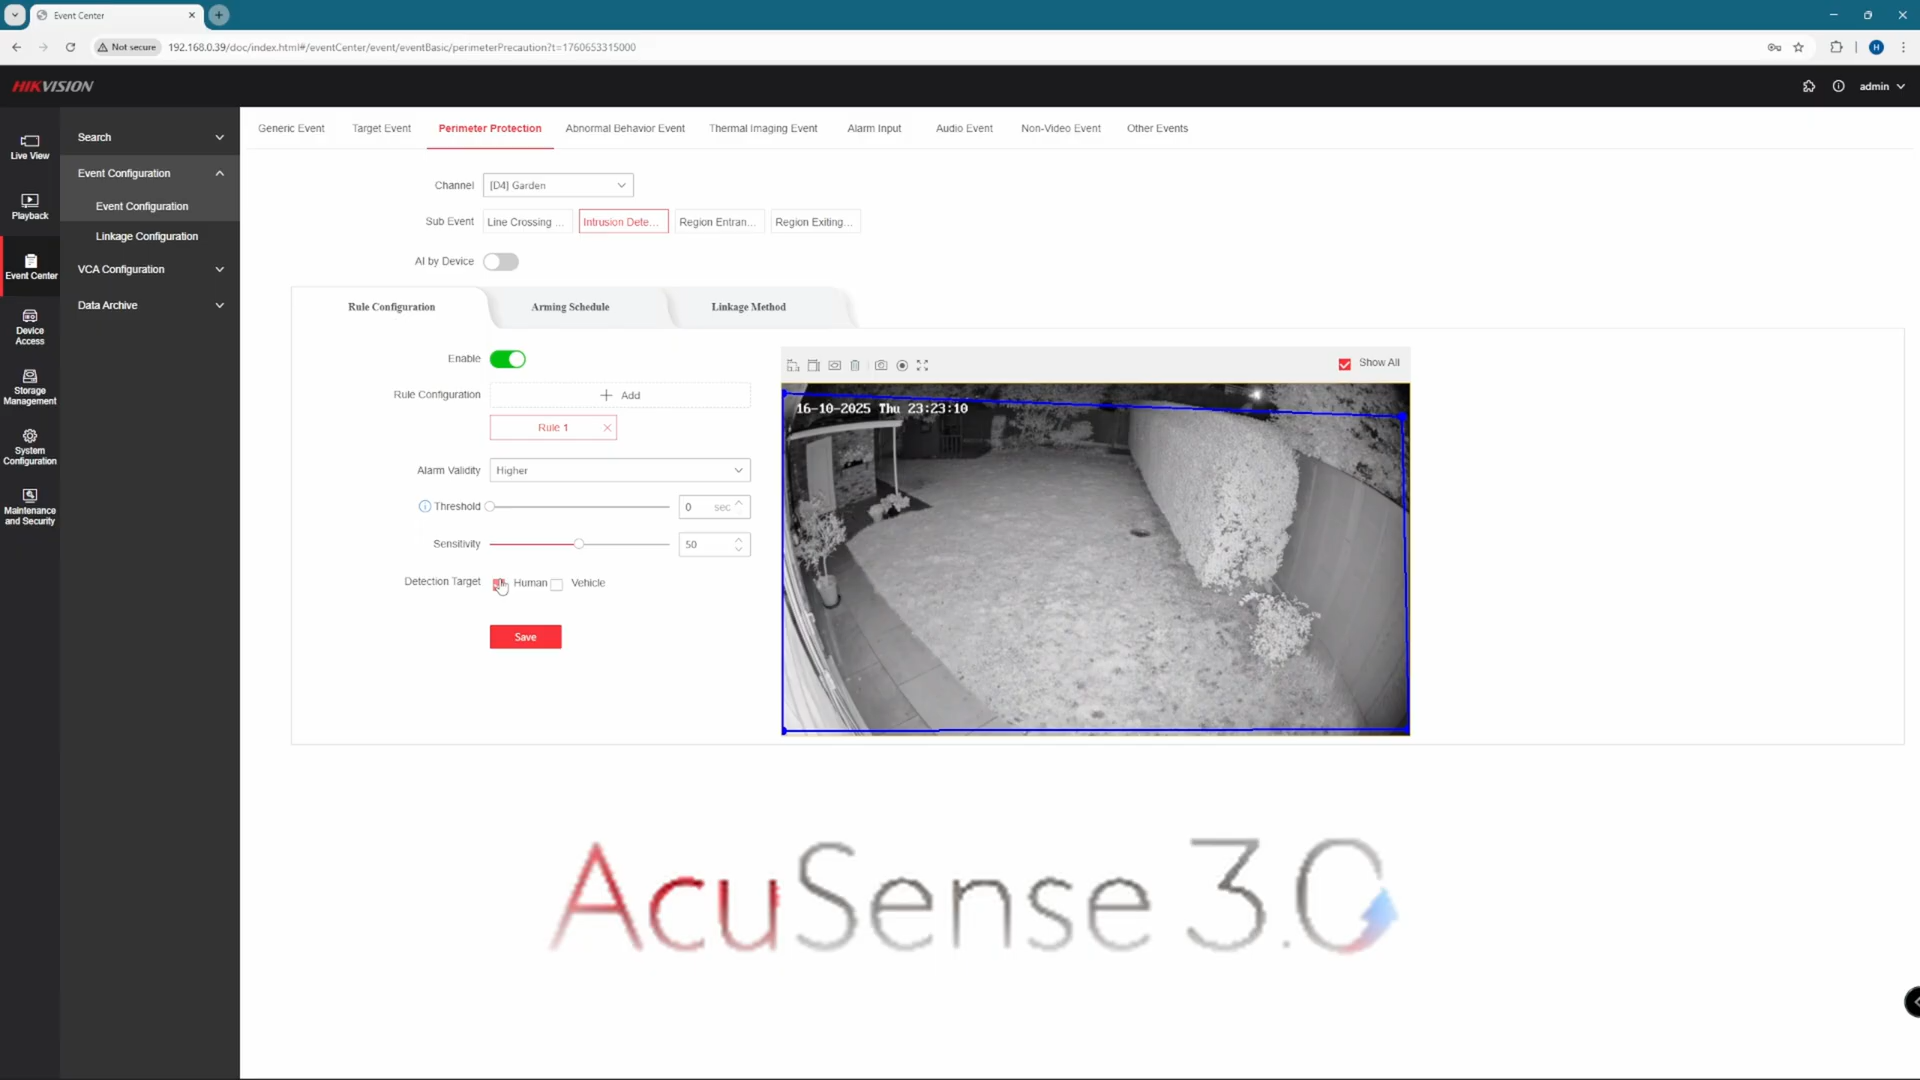 Event Center
Not secure
192.168.0.39/doc/index.html#/eventCenter/event/eventBasic/perimeterPrecaution?t=1760653315000
H
HIKVISION
admin
Live View
Playback
Event Center
Device
Access
Storage
Management
System
Configuration
Maintenance
and Security
Search
Event Configuration
Event Configuration
Linkage Configuration
VCA Configuration
Data Archive
Generic Event
Target Event
Perimeter Protection
Abnormal Behavior Event
Thermal Imaging Event
Alarm Input
Audio Event
Non-Video Event
Other Events
Channel
[D4] Garden
Sub Event
Line Crossing ...
Intrusion Dete...
Region Entran...
Region Exiting...
AI by Device
Rule Configuration
Arming Schedule
Linkage Method
Enable
Rule Configuration
+ Add
Rule 1
Alarm Validity
Higher
Threshold
0 sec
Sensitivity
50
Detection Target
Human
Vehicle
Save
Show All
16-10-2025 Thu 23:23:10
AcuSense 3.0